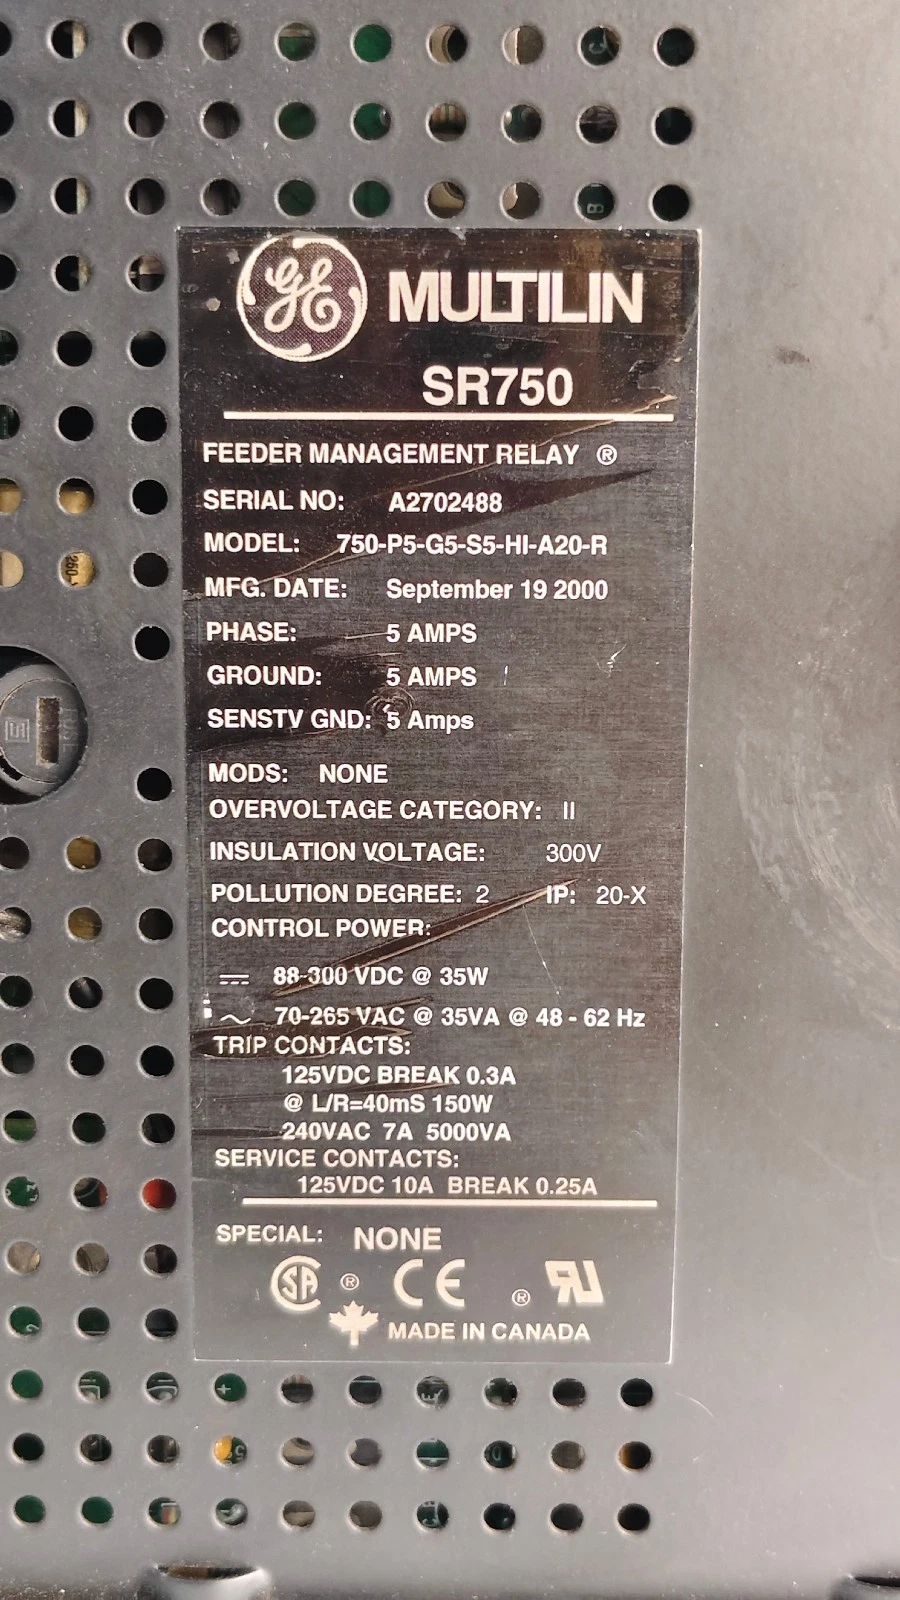 GE MULTILIN
SR750
FEEDER MANAGEMENT RELAY ®
SERIAL NO: A2702488
MODEL: 750-P5-G5-S5-HI-A20-R
MFG. DATE: September 19 2000
PHASE: 5 AMPS
GROUND: 5 AMPS
SENSTV GND: 5 Amps
MODS: NONE
OVERVOLTAGE CATEGORY: II
INSULATION VOLTAGE: 300V
POLLUTION DEGREE: 2 IP: 20-X
CONTROL POWER:
⎓ 88-300 VDC @ 35W
~ 70-265 VAC @ 35VA @ 48 - 62 Hz
TRIP CONTACTS:
125VDC BREAK 0.3A
@ L/R=40mS 150W
240VAC 7A 5000VA
SERVICE CONTACTS:
125VDC 10A BREAK 0.25A
SPECIAL: NONE
SA ® CE ® RU
MADE IN CANADA